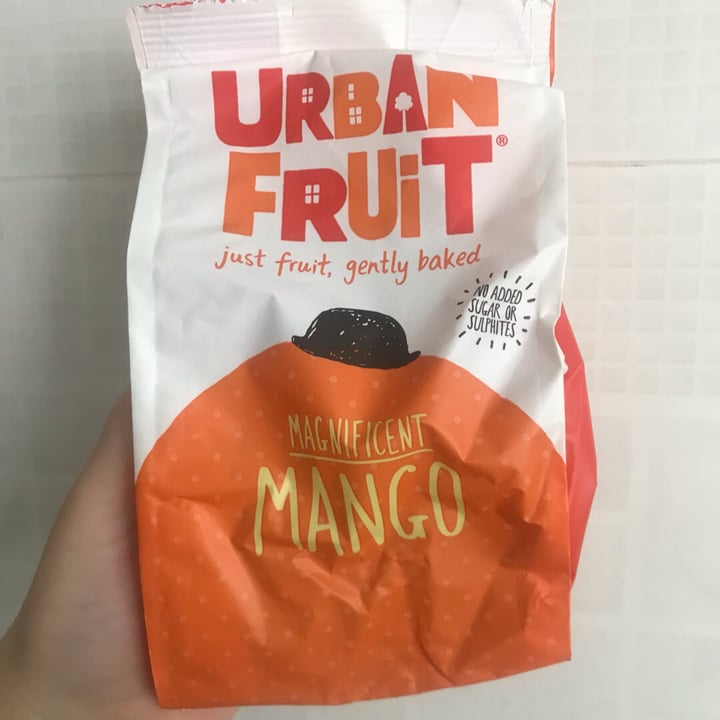 URBAN
FRUiT®
just fruit, gently baked
NO ADDED
SUGAR OR
SULPHITES
MAGNIFICENT
MANGO